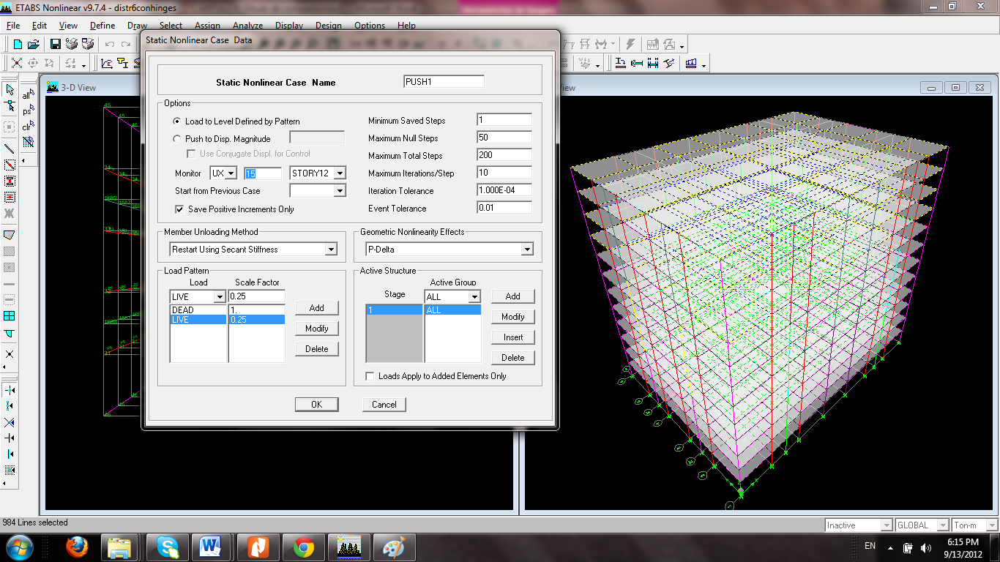 ETABS Nonlinear v9.7.4 - distr6conhinges
File Edit View Define Draw Select Assign Analyze Display Design Options Help
Static Nonlinear Case Data
Static Nonlinear Case Name PUSH1
Options
Load to Level Defined by Pattern
Push to Disp. Magnitude
Use Conjugate Displ. for Control
Monitor UX 15 STORY12
Start from Previous Case
Save Positive Increments Only
Minimum Saved Steps 1
Maximum Null Steps 50
Maximum Total Steps 200
Maximum Iterations/Step 10
Iteration Tolerance 1.000E-04
Event Tolerance 0.01
Member Unloading Method
Restart Using Secant Stiffness
Geometric Nonlinearity Effects
P-Delta
Load Pattern
Load Scale Factor
LIVE 0.25
DEAD 1.
LIVE 0.25
Add
Modify
Delete
Active Structure
Active Group
Stage ALL
1 ALL
Add
Modify
Insert
Delete
Loads Apply to Added Elements Only
OK Cancel
3-D View
iew
all
ps
clr
984 Lines selected
Inactive GLOBAL Ton-m
EN
6:15 PM
9/13/2012